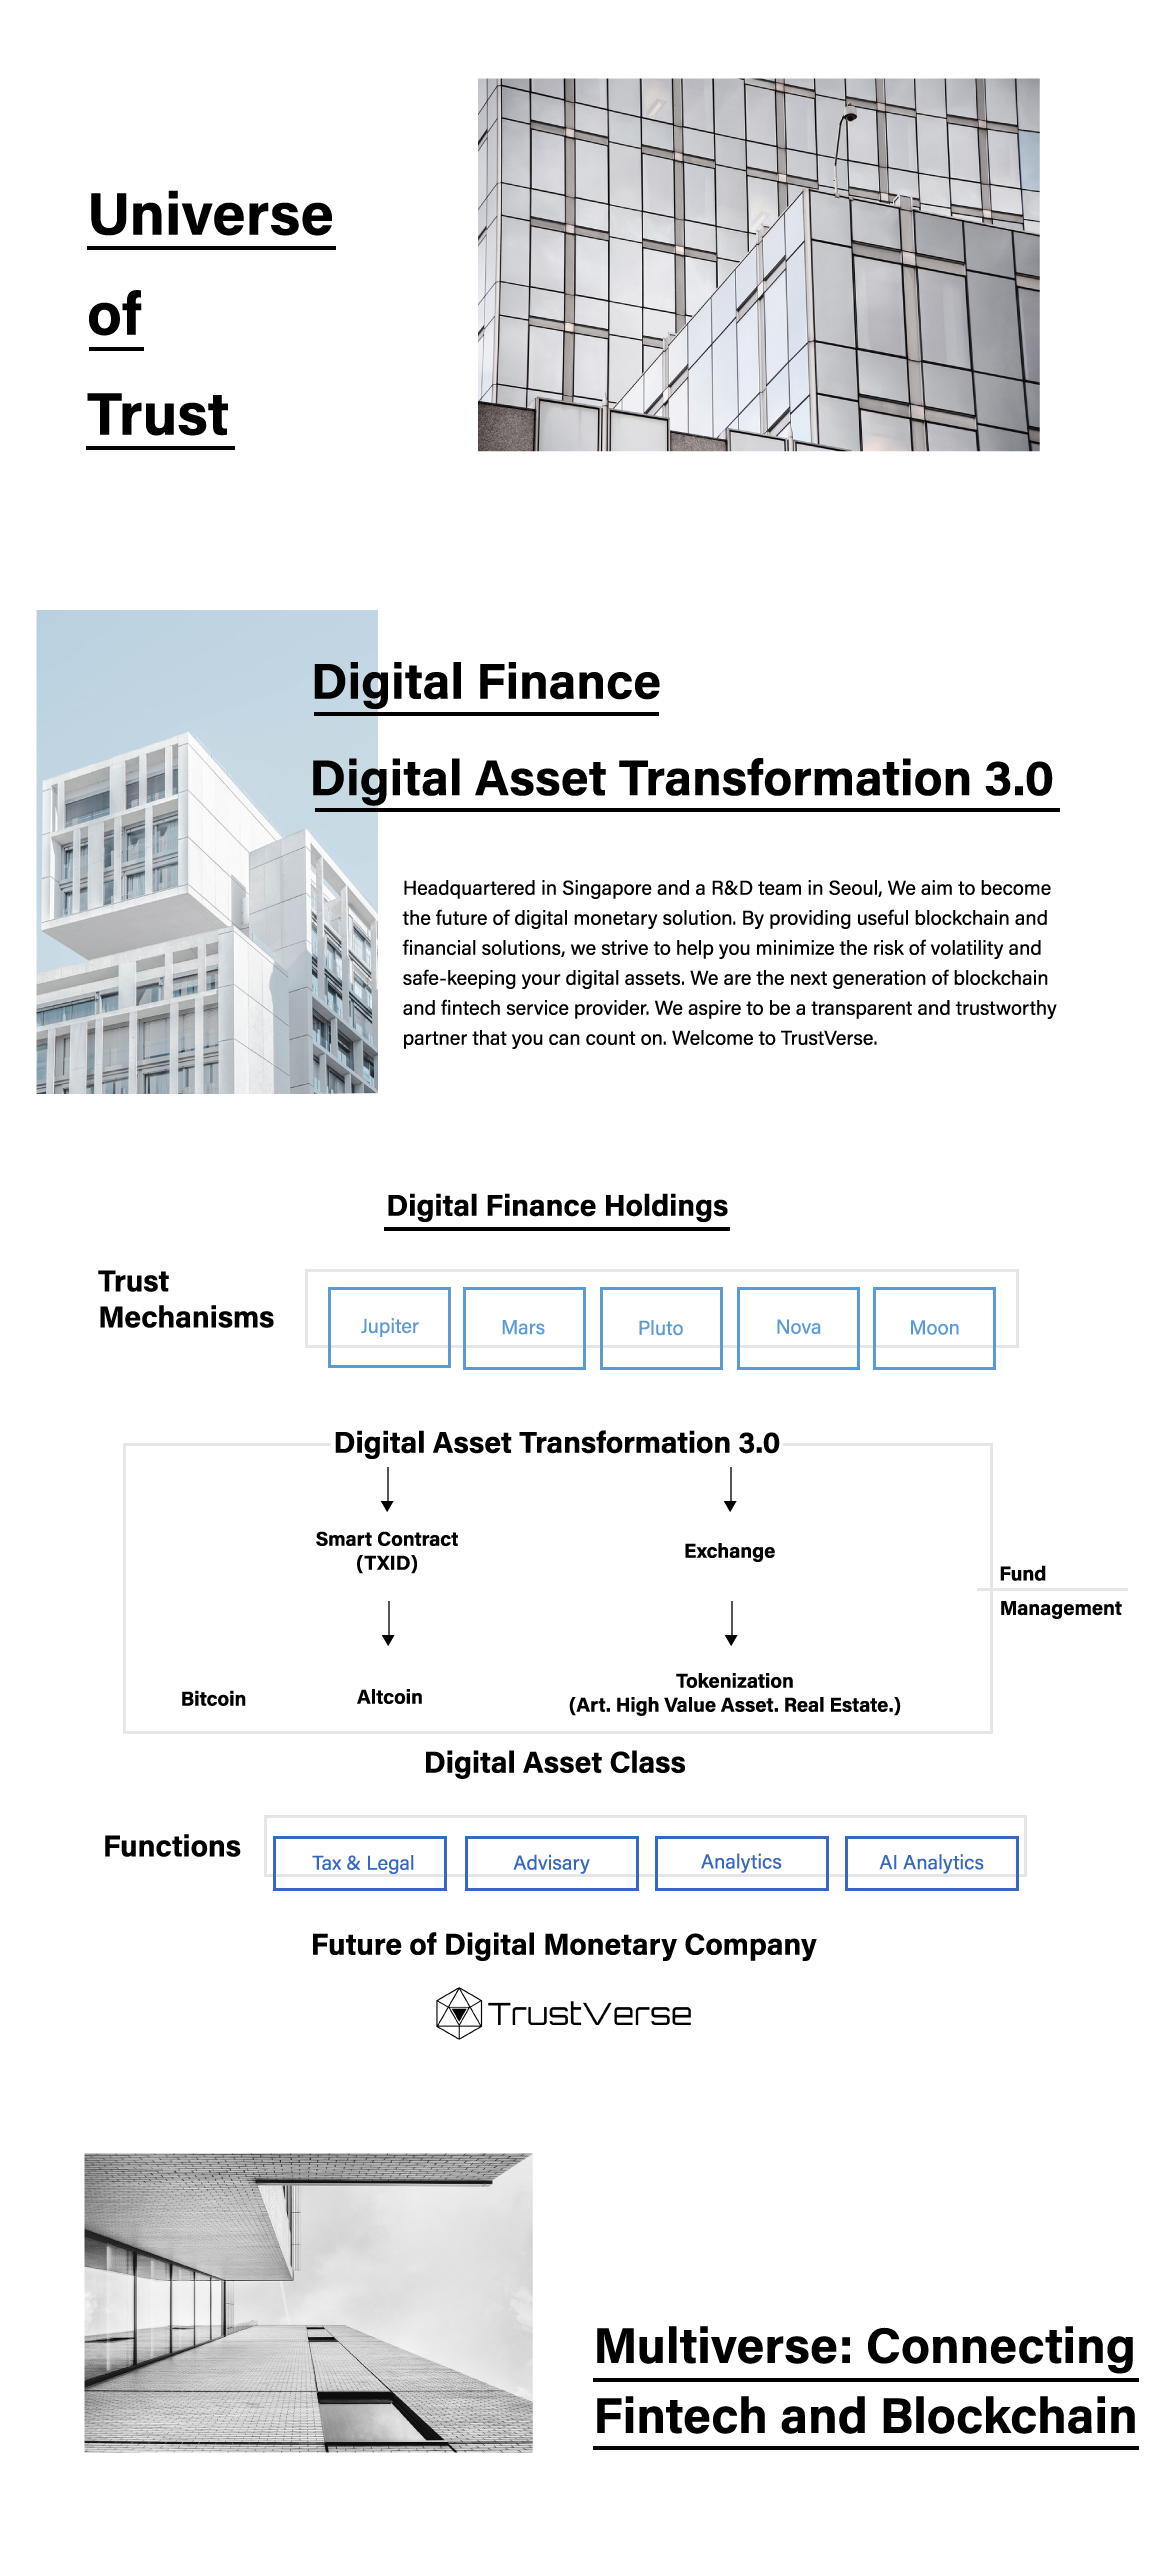 Universe
of
Trust
Digital Finance
Digital Asset Transformation 3.0
Headquartered in Singapore and a R&D team in Seoul, We aim to become
the future of digital monetary solution. By providing useful blockchain and
financial solutions, we strive to help you minimize the risk of volatility and
safe-keeping your digital assets. We are the next generation of blockchain
and fintech service provider. We aspire to be a transparent and trustworthy
partner that you can count on. Welcome to TrustVerse.
Digital Finance Holdings
Trust
Mechanisms
Jupiter
Mars
Pluto
Nova
Moon
Digital Asset Transformation 3.0
Smart Contract
(TXID)
Exchange
Fund
Management
Bitcoin
Altcoin
Tokenization
(Art. High Value Asset. Real Estate.)
Digital Asset Class
Functions
Tax & Legal
Advisary
Analytics
AI Analytics
Future of Digital Monetary Company
TrustVerse
Multiverse: Connecting
Fintech and Blockchain